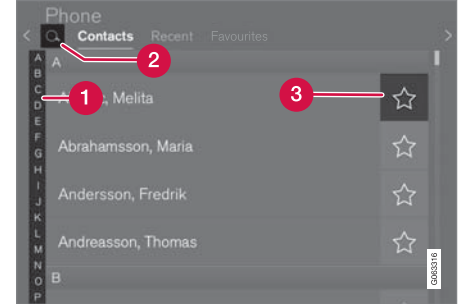 Phone
Contacts Recent Favourites
A
B
C
D
E
F
G
H
I
J
K
L
M
N
O
P
A
2
1
, Melita
3
Abrahamsson, Maria
Andersson, Fredrik
Andreasson, Thomas
B
G063316